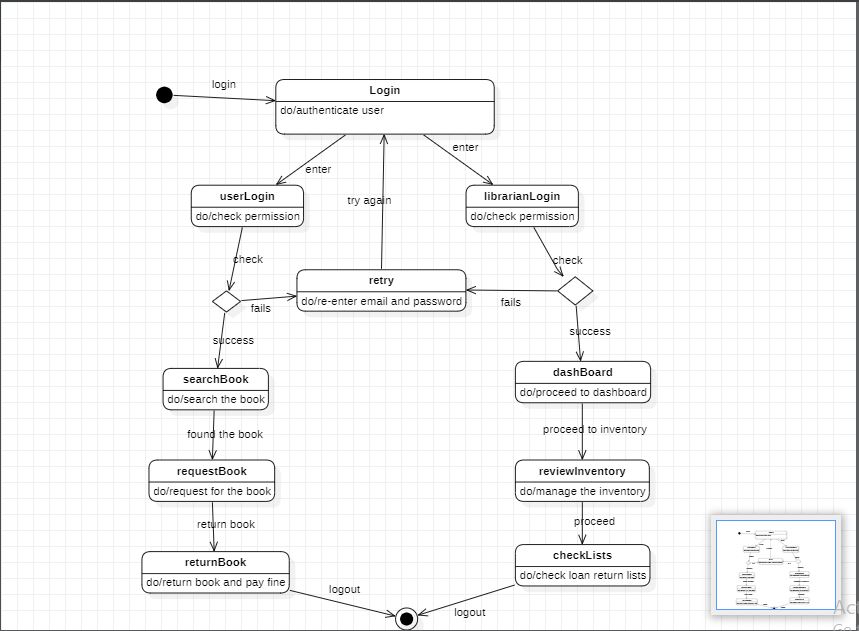 login
Login
do/authenticate user
enter
enter
userLogin
do/check permission
try again
librarianLogin
do/check permission
check
check
retry
do/re-enter email and password
fails
fails
success
success
searchBook
do/search the book
dashBoard
do/proceed to dashboard
found the book
proceed to inventory
requestBook
do/request for the book
reviewInventory
do/manage the inventory
return book
proceed
returnBook
do/return book and pay fine
checkLists
do/check loan return lists
logout
logout